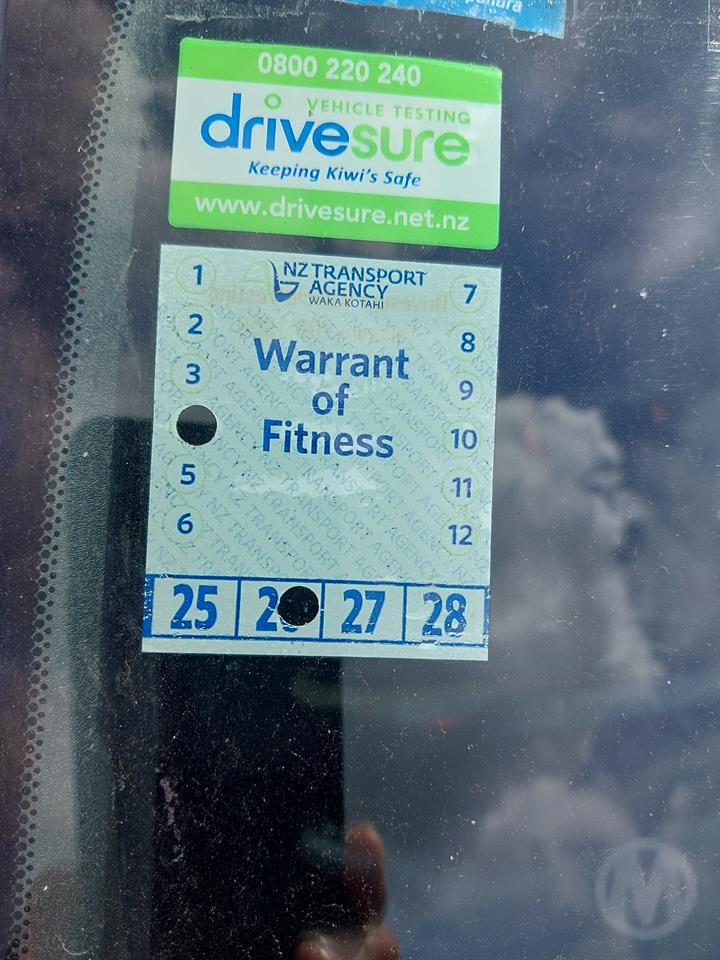 0800 220 240
VEHICLE TESTING
drivesure
Keeping Kiwi's Safe
www.drivesure.net.nz
NZ TRANSPORT
AGENCY
WAKA KOTAHI
Warrant
of
Fitness
1
2
3
5
6
7
8
9
10
11
12
25 2 27 28
M